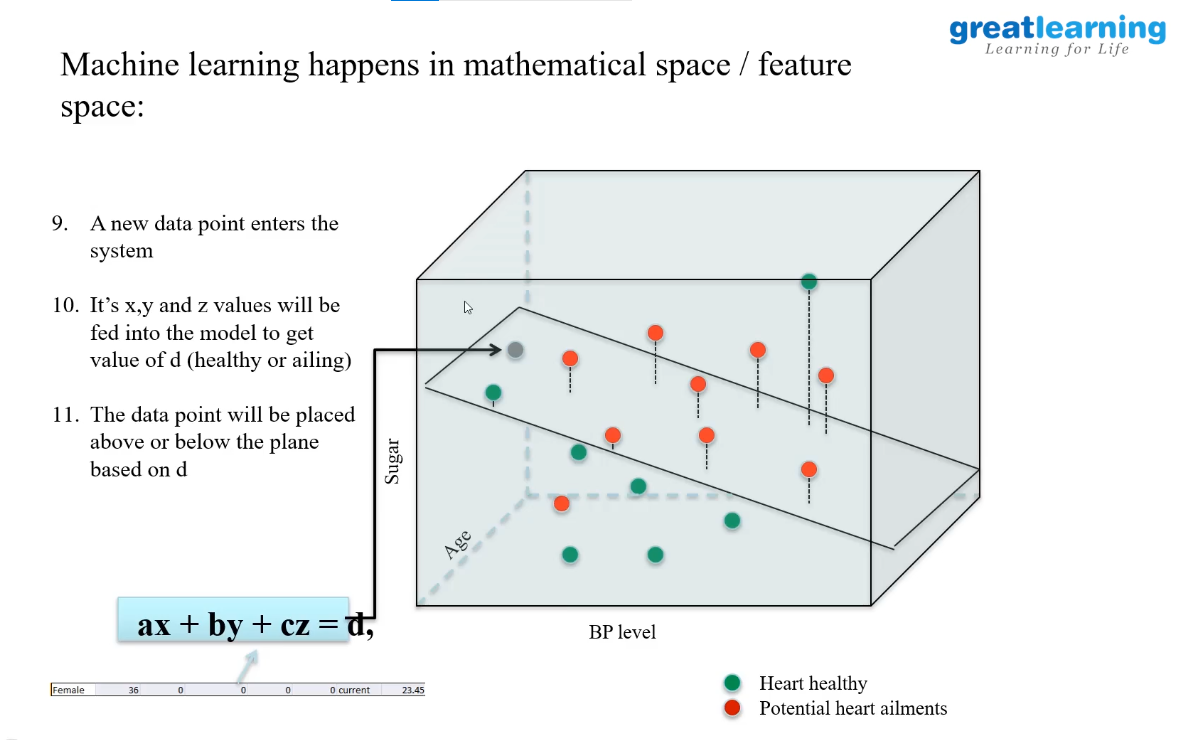 greatlearning
Learning for Life
Machine learning happens in mathematical space / feature
space:
9. A new data point enters the
system
10. It's x,y and z values will be
fed into the model to get
value of d (healthy or ailing)
11. The data point will be placed
above or below the plane
based on d
Sugar
Age
BP level
ax + by + cz = d,
Female 36 0 0 0 0 current 23.45
Heart healthy
Potential heart ailments